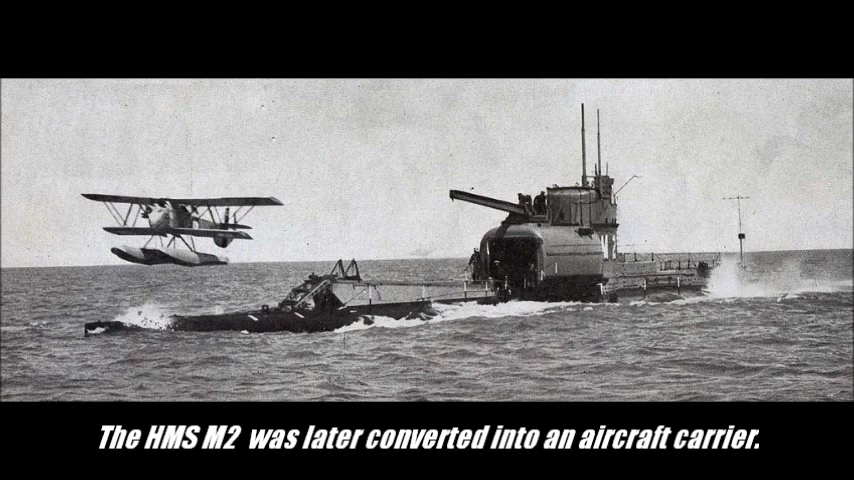 The HMS M2 was later converted into an aircraft carrier.